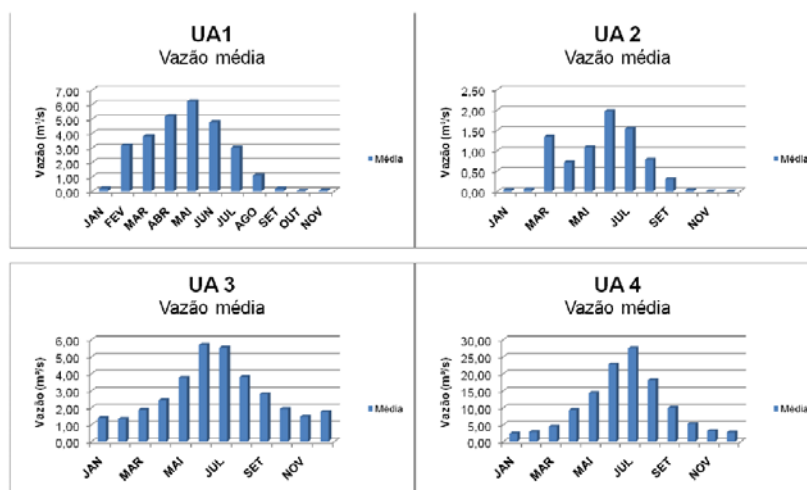 UA1
Vazão média
Vazão (m³/s)
7,00
6,00
5,00
4,00
3,00
2,00
1,00
0,00
JAN
FEV
MAR
ABR
MAI
JUN
JUL
AGO
SET
OUT
NOV
Média
UA 2
Vazão média
Vazão (m³/s)
2,50
2,00
1,50
1,00
0,50
0,00
JAN
MAR
MAI
JUL
SET
NOV
Média
UA 3
Vazão média
Vazão (m³/s)
6,00
5,00
4,00
3,00
2,00
1,00
0,00
JAN
MAR
MAI
JUL
SET
NOV
Média
UA 4
Vazão média
Vazão (m³/s)
30,00
25,00
20,00
15,00
10,00
5,00
0,00
JAN
MAR
MAI
JUL
SET
NOV
Média